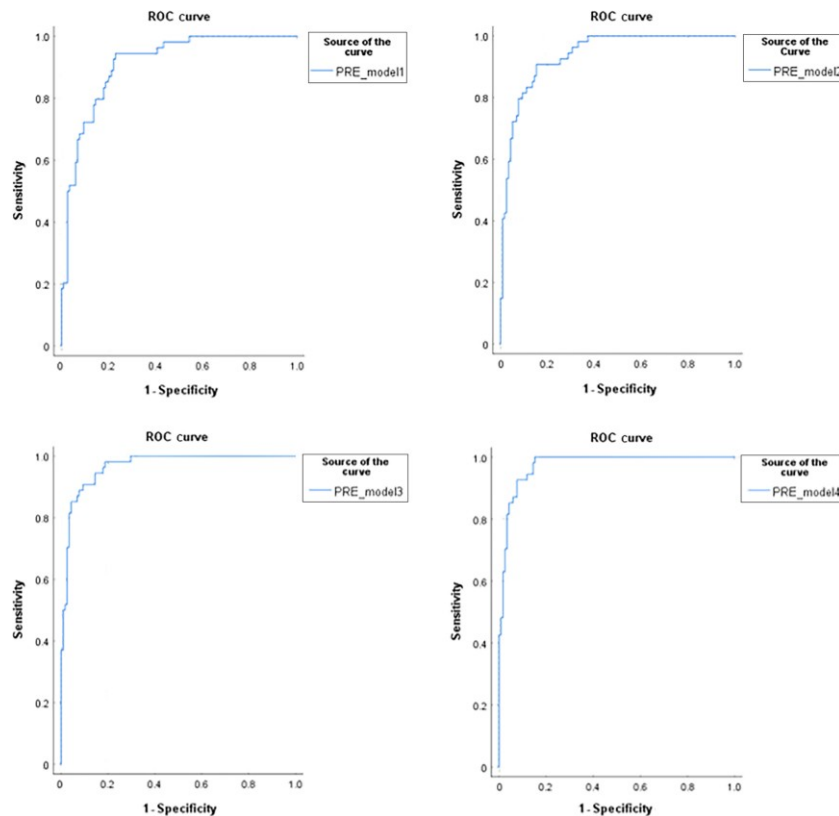 ROC curve
Source of the
curve
PRE_model1
1.0
0.8
0.6
0.4
0.2
0
Sensitivity
0
0.2
0.4
0.6
0.8
1.0
1 - Specificity
ROC curve
Source of the
Curve
PRE_model2
1.0
0.8
0.6
0.4
0.2
0
Sensitivity
0
0.2
0.4
0.6
0.8
1.0
1 - Specificity
ROC curve
Source of the
curve
PRE_model3
1.0
0.8
0.6
0.4
0.2
0
Sensitivity
0
0.2
0.4
0.6
0.8
1.0
1 - Specificity
ROC curve
Source of the
curve
PRE_model4
1.0
0.8
0.6
0.4
0.2
0
Sensitivity
0
0.2
0.4
0.6
0.8
1.0
1 - Specificity